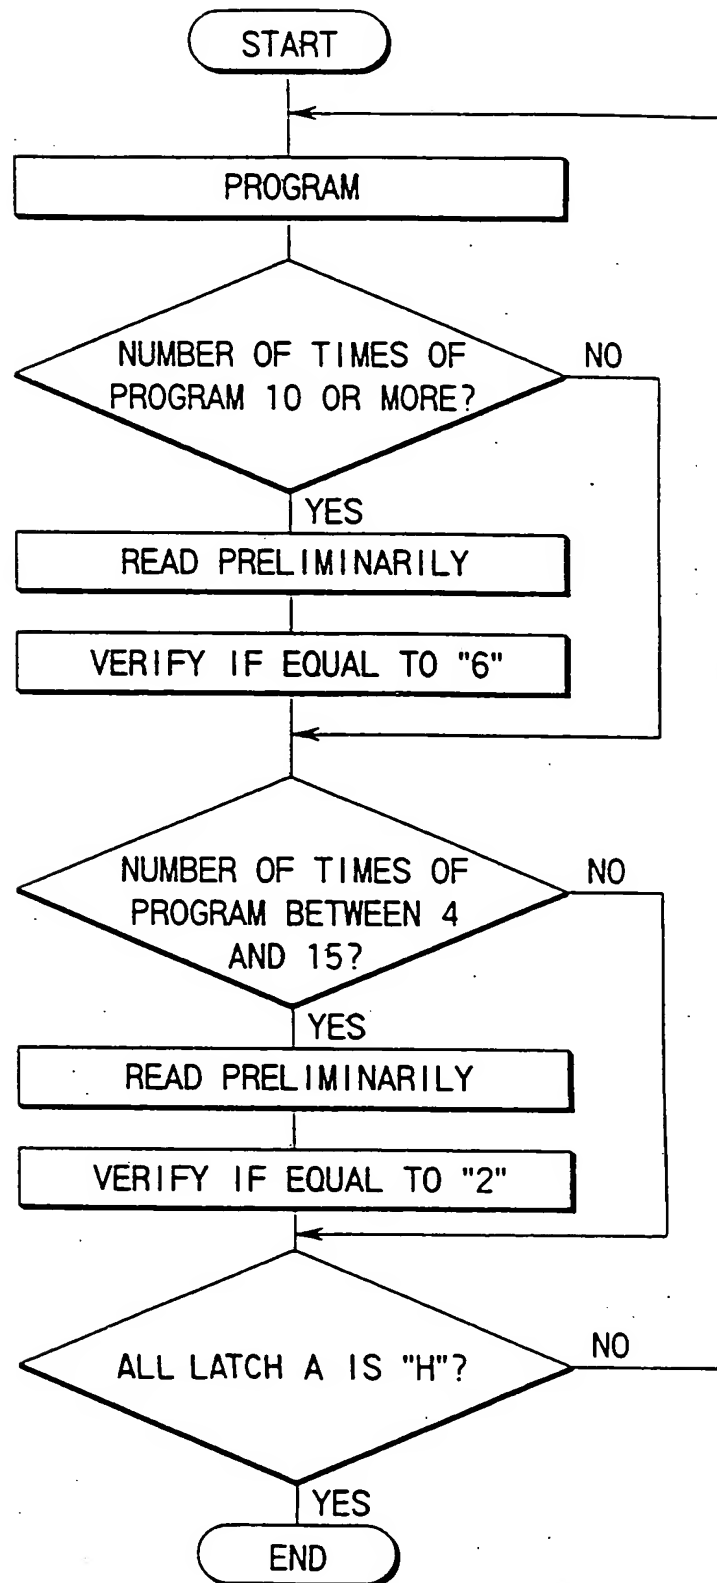 START
PROGRAM
NUMBER OF TIMES OF
PROGRAM 10 OR MORE?
NO
YES
READ PRELIMINARILY
VERIFY IF EQUAL TO "6"
NUMBER OF TIMES OF
PROGRAM BETWEEN 4
AND 15?
NO
YES
READ PRELIMINARILY
VERIFY IF EQUAL TO "2"
ALL LATCH A IS "H"?
NO
YES
END